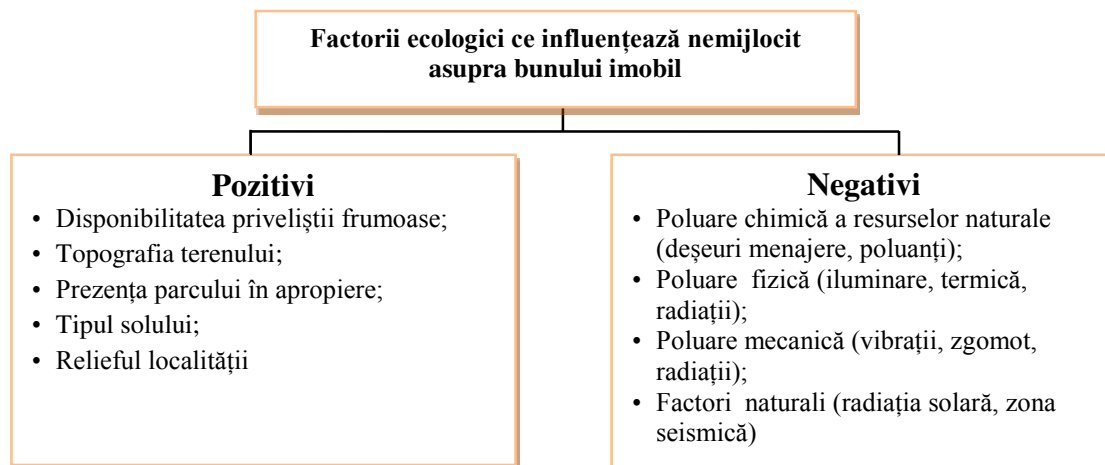 Factorii ecologici ce influențează nemijlocit
asupra bunului imobil
Pozitivi
• Disponibilitatea priveliștii frumoase;
• Topografia terenului;
• Prezența parcului în apropiere;
• Tipul solului;
• Relieful localității
Negativi
• Poluare chimică a resurselor naturale
(deșeuri menajere, poluanți);
• Poluare fizică (iluminare, termică,
radiații);
• Poluare mecanică (vibrații, zgomot,
radiații);
• Factori naturali (radiația solară, zona
seismică)